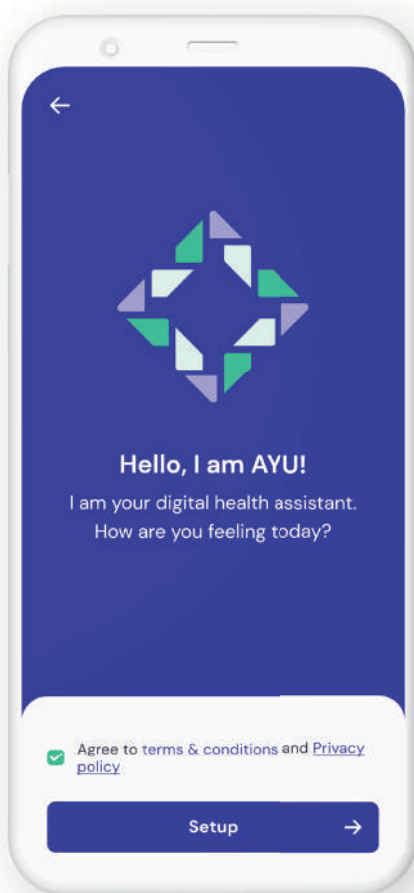 Hello, I am AYU!
I am your digital health assistant.
How are you feeling today?
Agree to terms & conditions and Privacy
policy
Setup